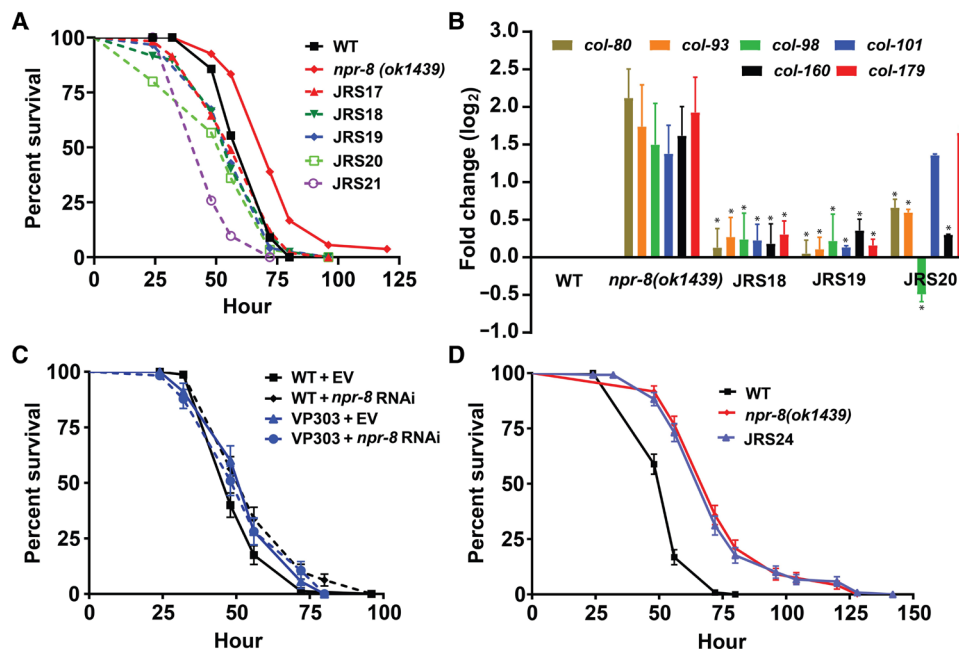 A
Percent survival
100
75
50
25
0
0
25
50
75
100
125
Hour
WT
npr-8 (ok1439)
JRS17
JRS18
JRS19
JRS20
JRS21
B
Fold change (log2)
3.0
2.5
2.0
1.5
1.0
0.5
0.0
−0.5
−1.0
col-80
col-93
col-98
col-101
col-160
col-179
* * * * * *
* * * * * *
* * * *
WT
npr-8(ok1439)
JRS18
JRS19
JRS20
C
Percent survival
100
75
50
25
0
0
25
50
75
100
Hour
WT + EV
WT + npr-8 RNAi
VP303 + EV
VP303 + npr-8 RNAi
D
Percent survival
100
75
50
25
0
0
25
50
75
100
125
150
Hour
WT
npr-8(ok1439)
JRS24